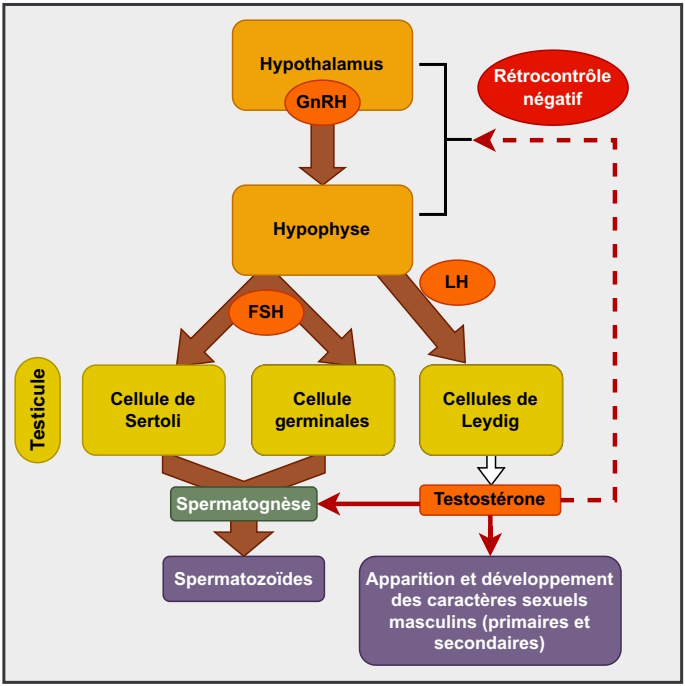 Hypothalamus
GnRH
Rétrocontrôle
négatif
Hypophyse
LH
FSH
Testicule
Cellule de
Sertoli
Cellule
germinales
Cellules de
Leydig
Spermatognèse
Testostérone
Spermatozoïdes
Apparition et développement
des caractères sexuels
masculins (primaires et
secondaires)